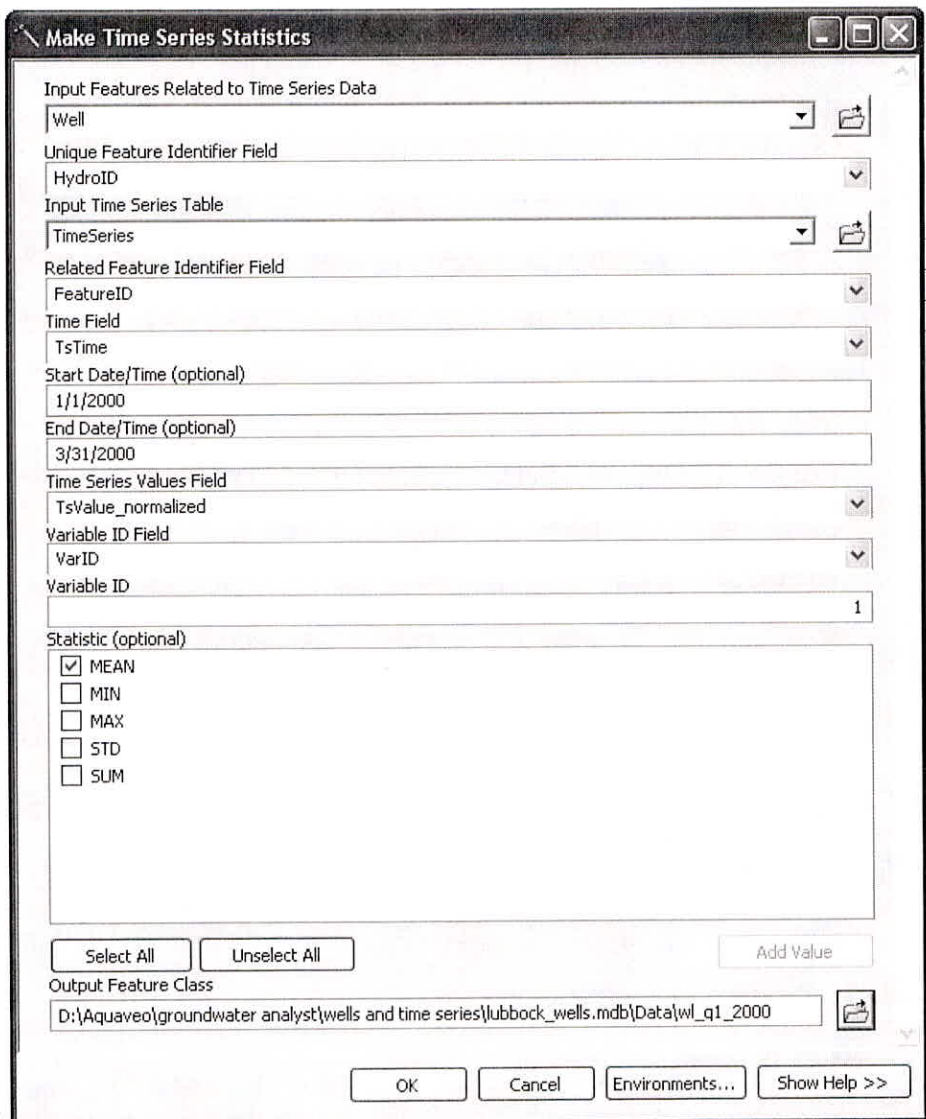 Make Time Series Statistics
Input Features Related to Time Series Data
Well
Unique Feature Identifier Field
HydroID
Input Time Series Table
TimeSeries
Related Feature Identifier Field
FeatureID
Time Field
TsTime
Start Date/Time (optional)
1/1/2000
End Date/Time (optional)
3/31/2000
Time Series Values Field
TsValue_normalized
Variable ID Field
VarID
Variable ID
1
Statistic (optional)
MEAN
MIN
MAX
STD
SUM
Select All Unselect All Add Value
Output Feature Class
D:\Aquaveo\groundwater analyst\wells and time series\lubbock_wells.mdb\Data\wl_q1_2000
OK Cancel Environments... Show Help >>